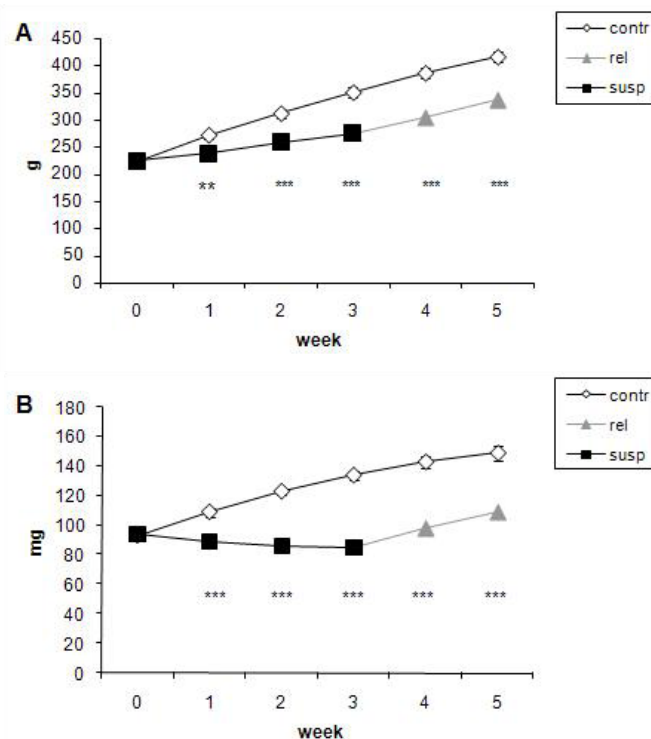 A
450
400
350
300
250
200
150
100
50
0
g
** *** *** *** ***
0 1 2 3 4 5
week
contr
rel
susp
B
180
160
140
120
100
80
60
40
20
0
mg
*** *** *** *** ***
0 1 2 3 4 5
week
contr
rel
susp